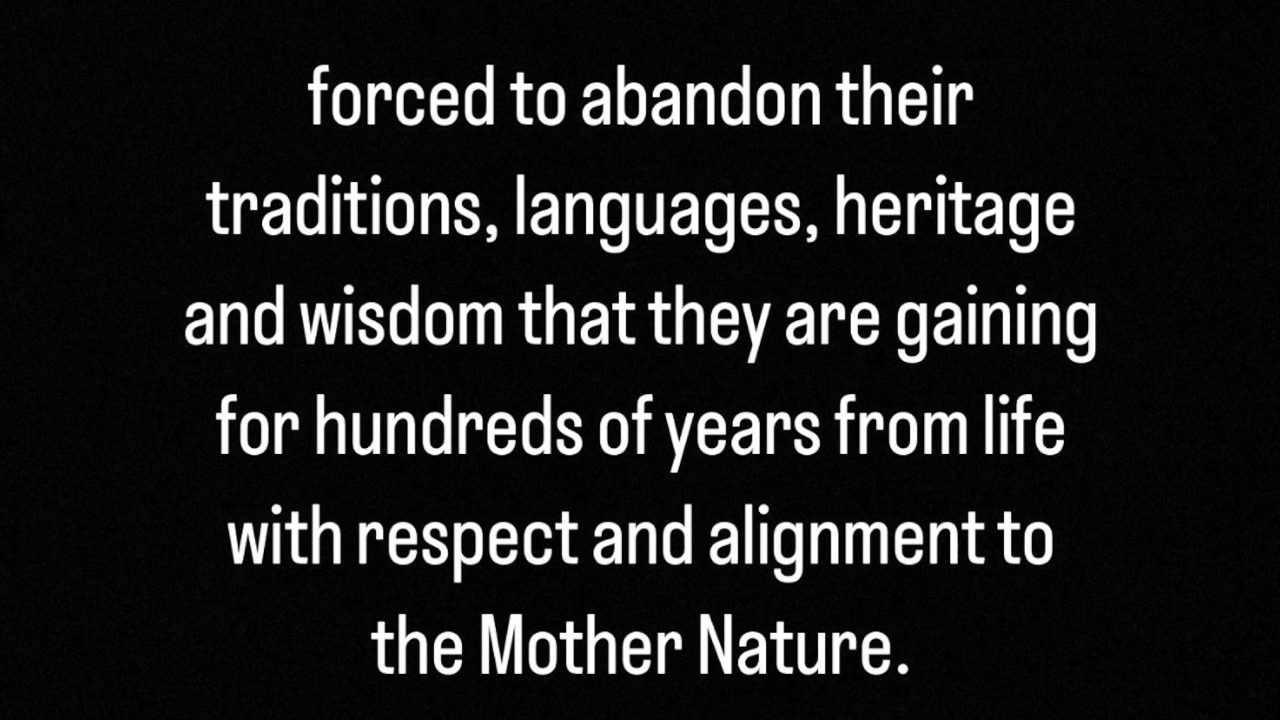 forced to abandon their
traditions, languages, heritage
and wisdom that they are gaining
for hundreds of years from life
with respect and alignment to
the Mother Nature.